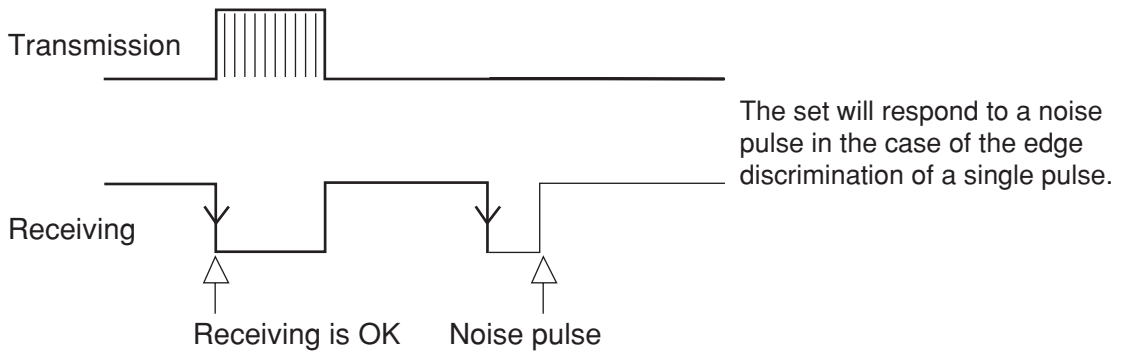 Transmission
The set will respond to a noise
pulse in the case of the edge
discrimination of a single pulse.
Receiving
Receiving is OK
Noise pulse